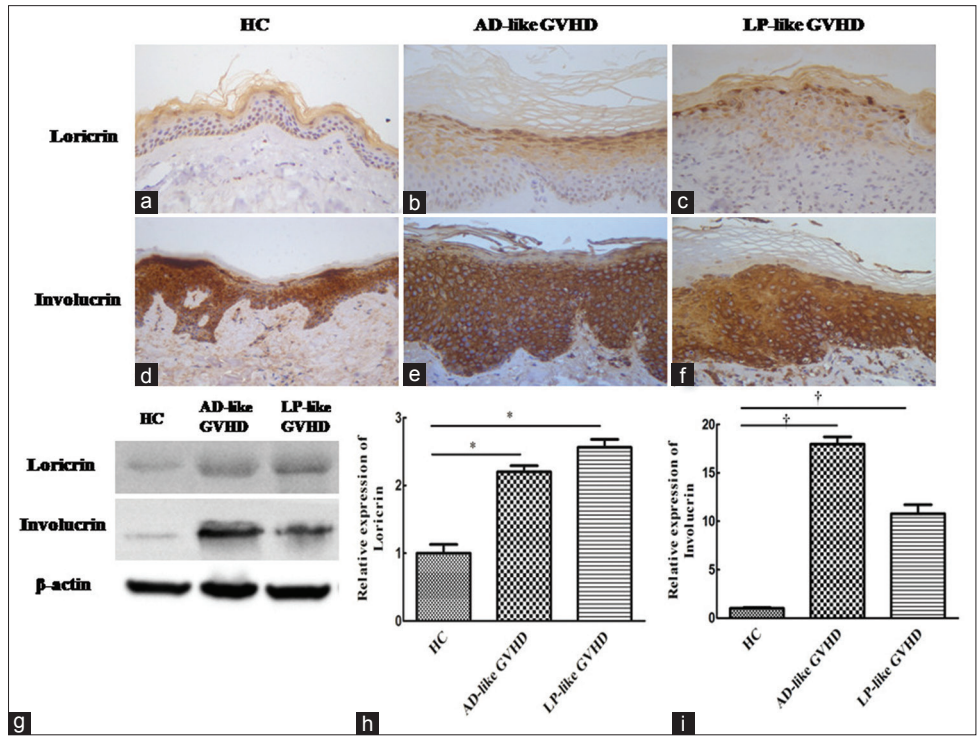 HC AD-like GVHD LP-like GVHD
Loricrin
a b c
Involucrin
d e f
HC AD-like GVHD LP-like GVHD
Loricrin
Involucrin
β-actin
g
Relative expression of Loricrin
3
2
1
0
*
*
HC AD-like GVHD LP-like GVHD
h
Relative expression of Involucrin
20
15
10
5
0
†
†
HC AD-like GVHD LP-like GVHD
i